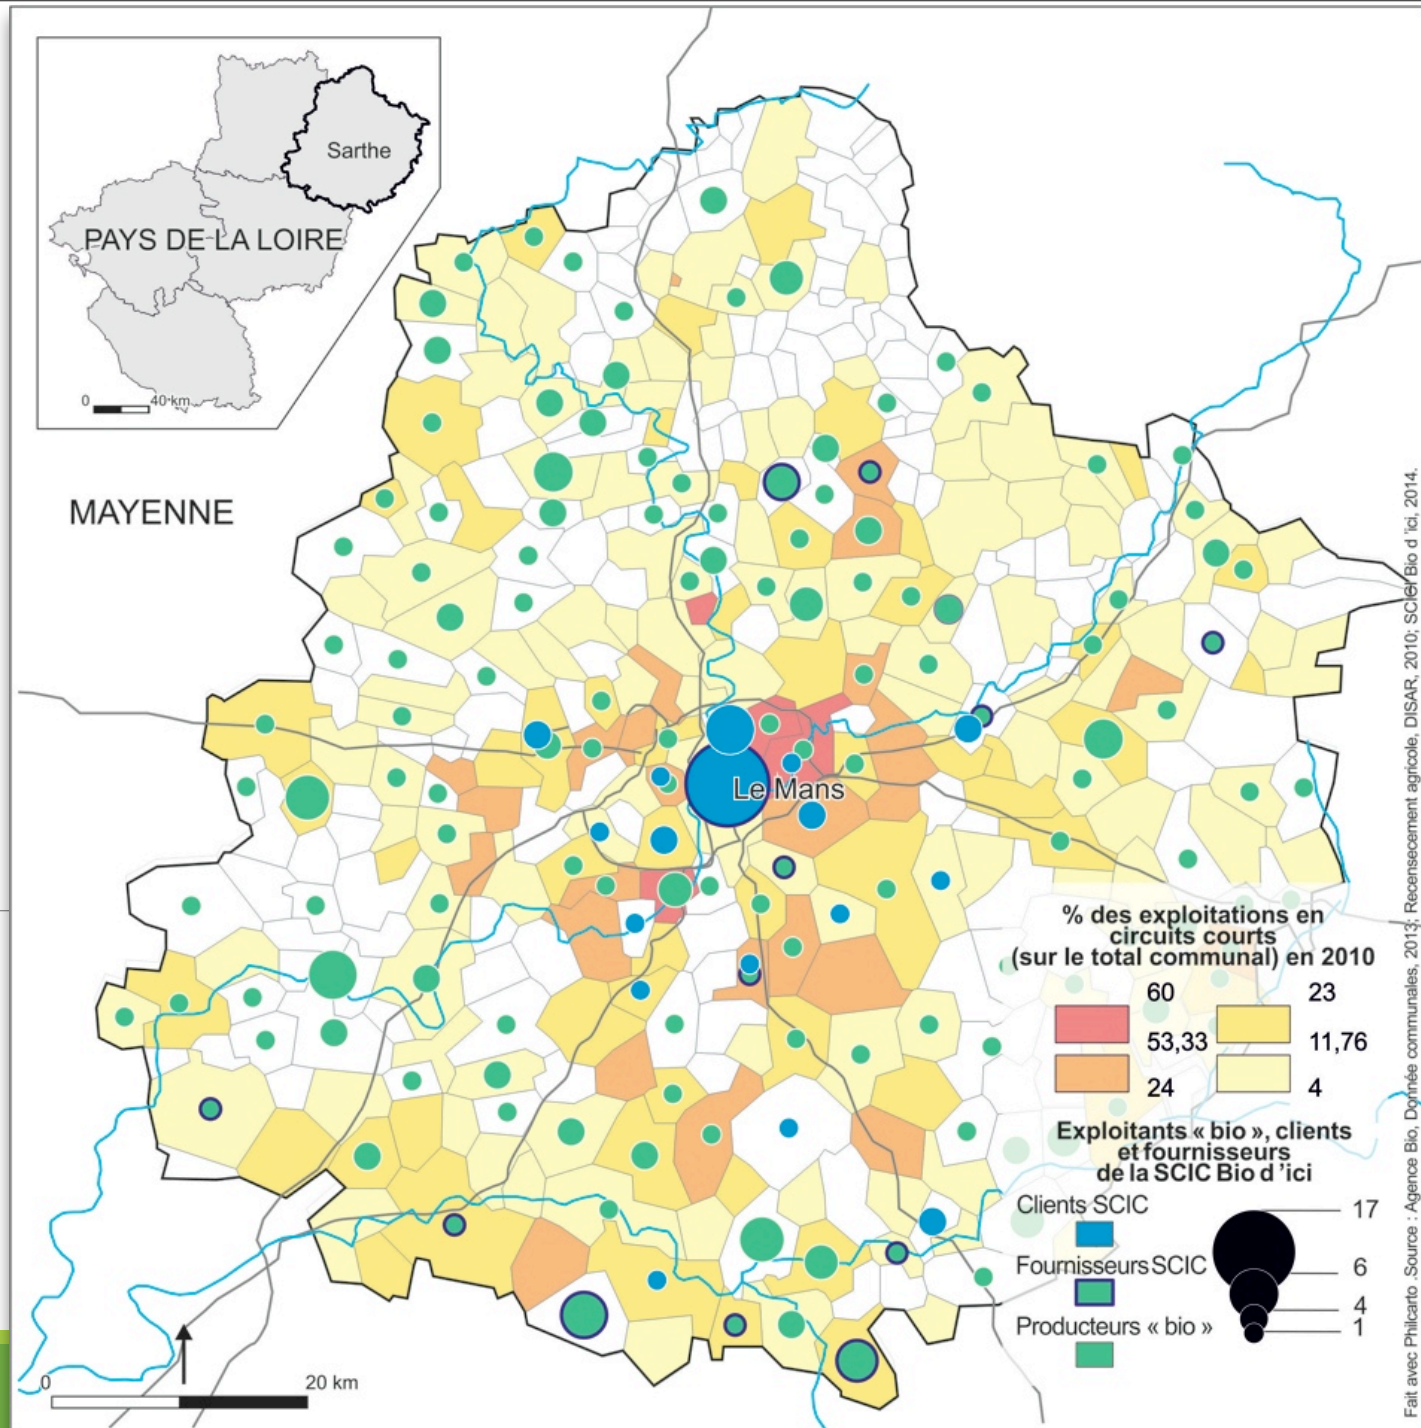 Sarthe
PAYS DE LA LOIRE
0 40 km
MAYENNE
Le Mans
% des exploitations en
circuits courts
(sur le total communal) en 2010
60 23
53,33 11,76
24 4
Exploitants « bio », clients
et fournisseurs
de la SCIC Bio d 'ici
Clients SCIC
Fournisseurs SCIC
Producteurs « bio »
17
6
4
1
0 20 km
Fait avec Philcarto .Source : Agence Bio, Donnée communales, 2013; Recensecement agricole, DISAR, 2010; SCIC Bio d 'ici, 2014.